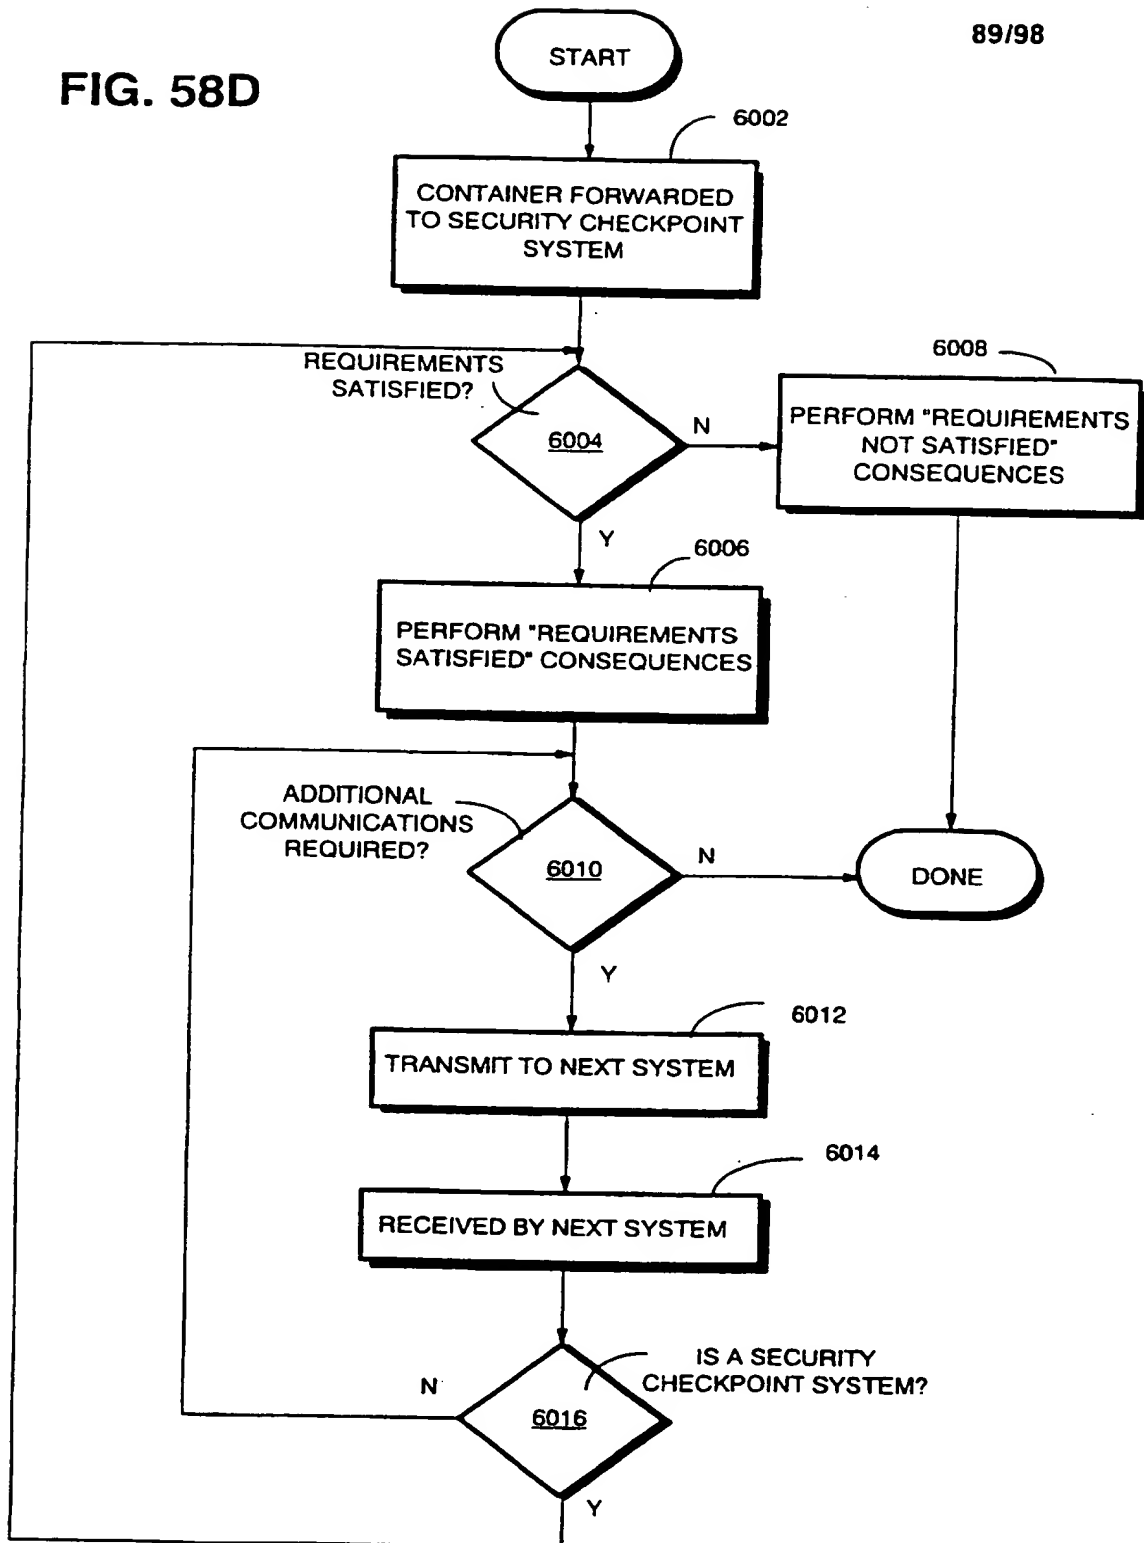 89/98
FIG. 58D
START
6002
CONTAINER FORWARDED
TO SECURITY CHECKPOINT
SYSTEM
REQUIREMENTS
SATISFIED?
6004
N
6008
PERFORM "REQUIREMENTS
NOT SATISFIED"
CONSEQUENCES
Y
6006
PERFORM "REQUIREMENTS
SATISFIED" CONSEQUENCES
ADDITIONAL
COMMUNICATIONS
REQUIRED?
6010
N
DONE
Y
6012
TRANSMIT TO NEXT SYSTEM
6014
RECEIVED BY NEXT SYSTEM
IS A SECURITY
CHECKPOINT SYSTEM?
N
6016
Y